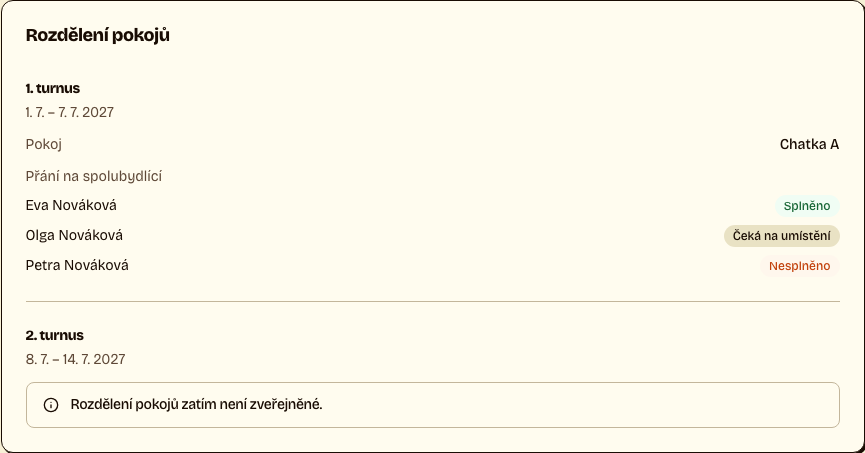 Rozdělení pokojů
1. turnus
1. 7. – 7. 7. 2027
Pokoj
Chatka A
Přání na spolubydlící
Eva Nováková
Splněno
Olga Nováková
Čeká na umístění
Petra Nováková
Nesplněno
2. turnus
8. 7. – 14. 7. 2027
Rozdělení pokojů zatím není zveřejněné.